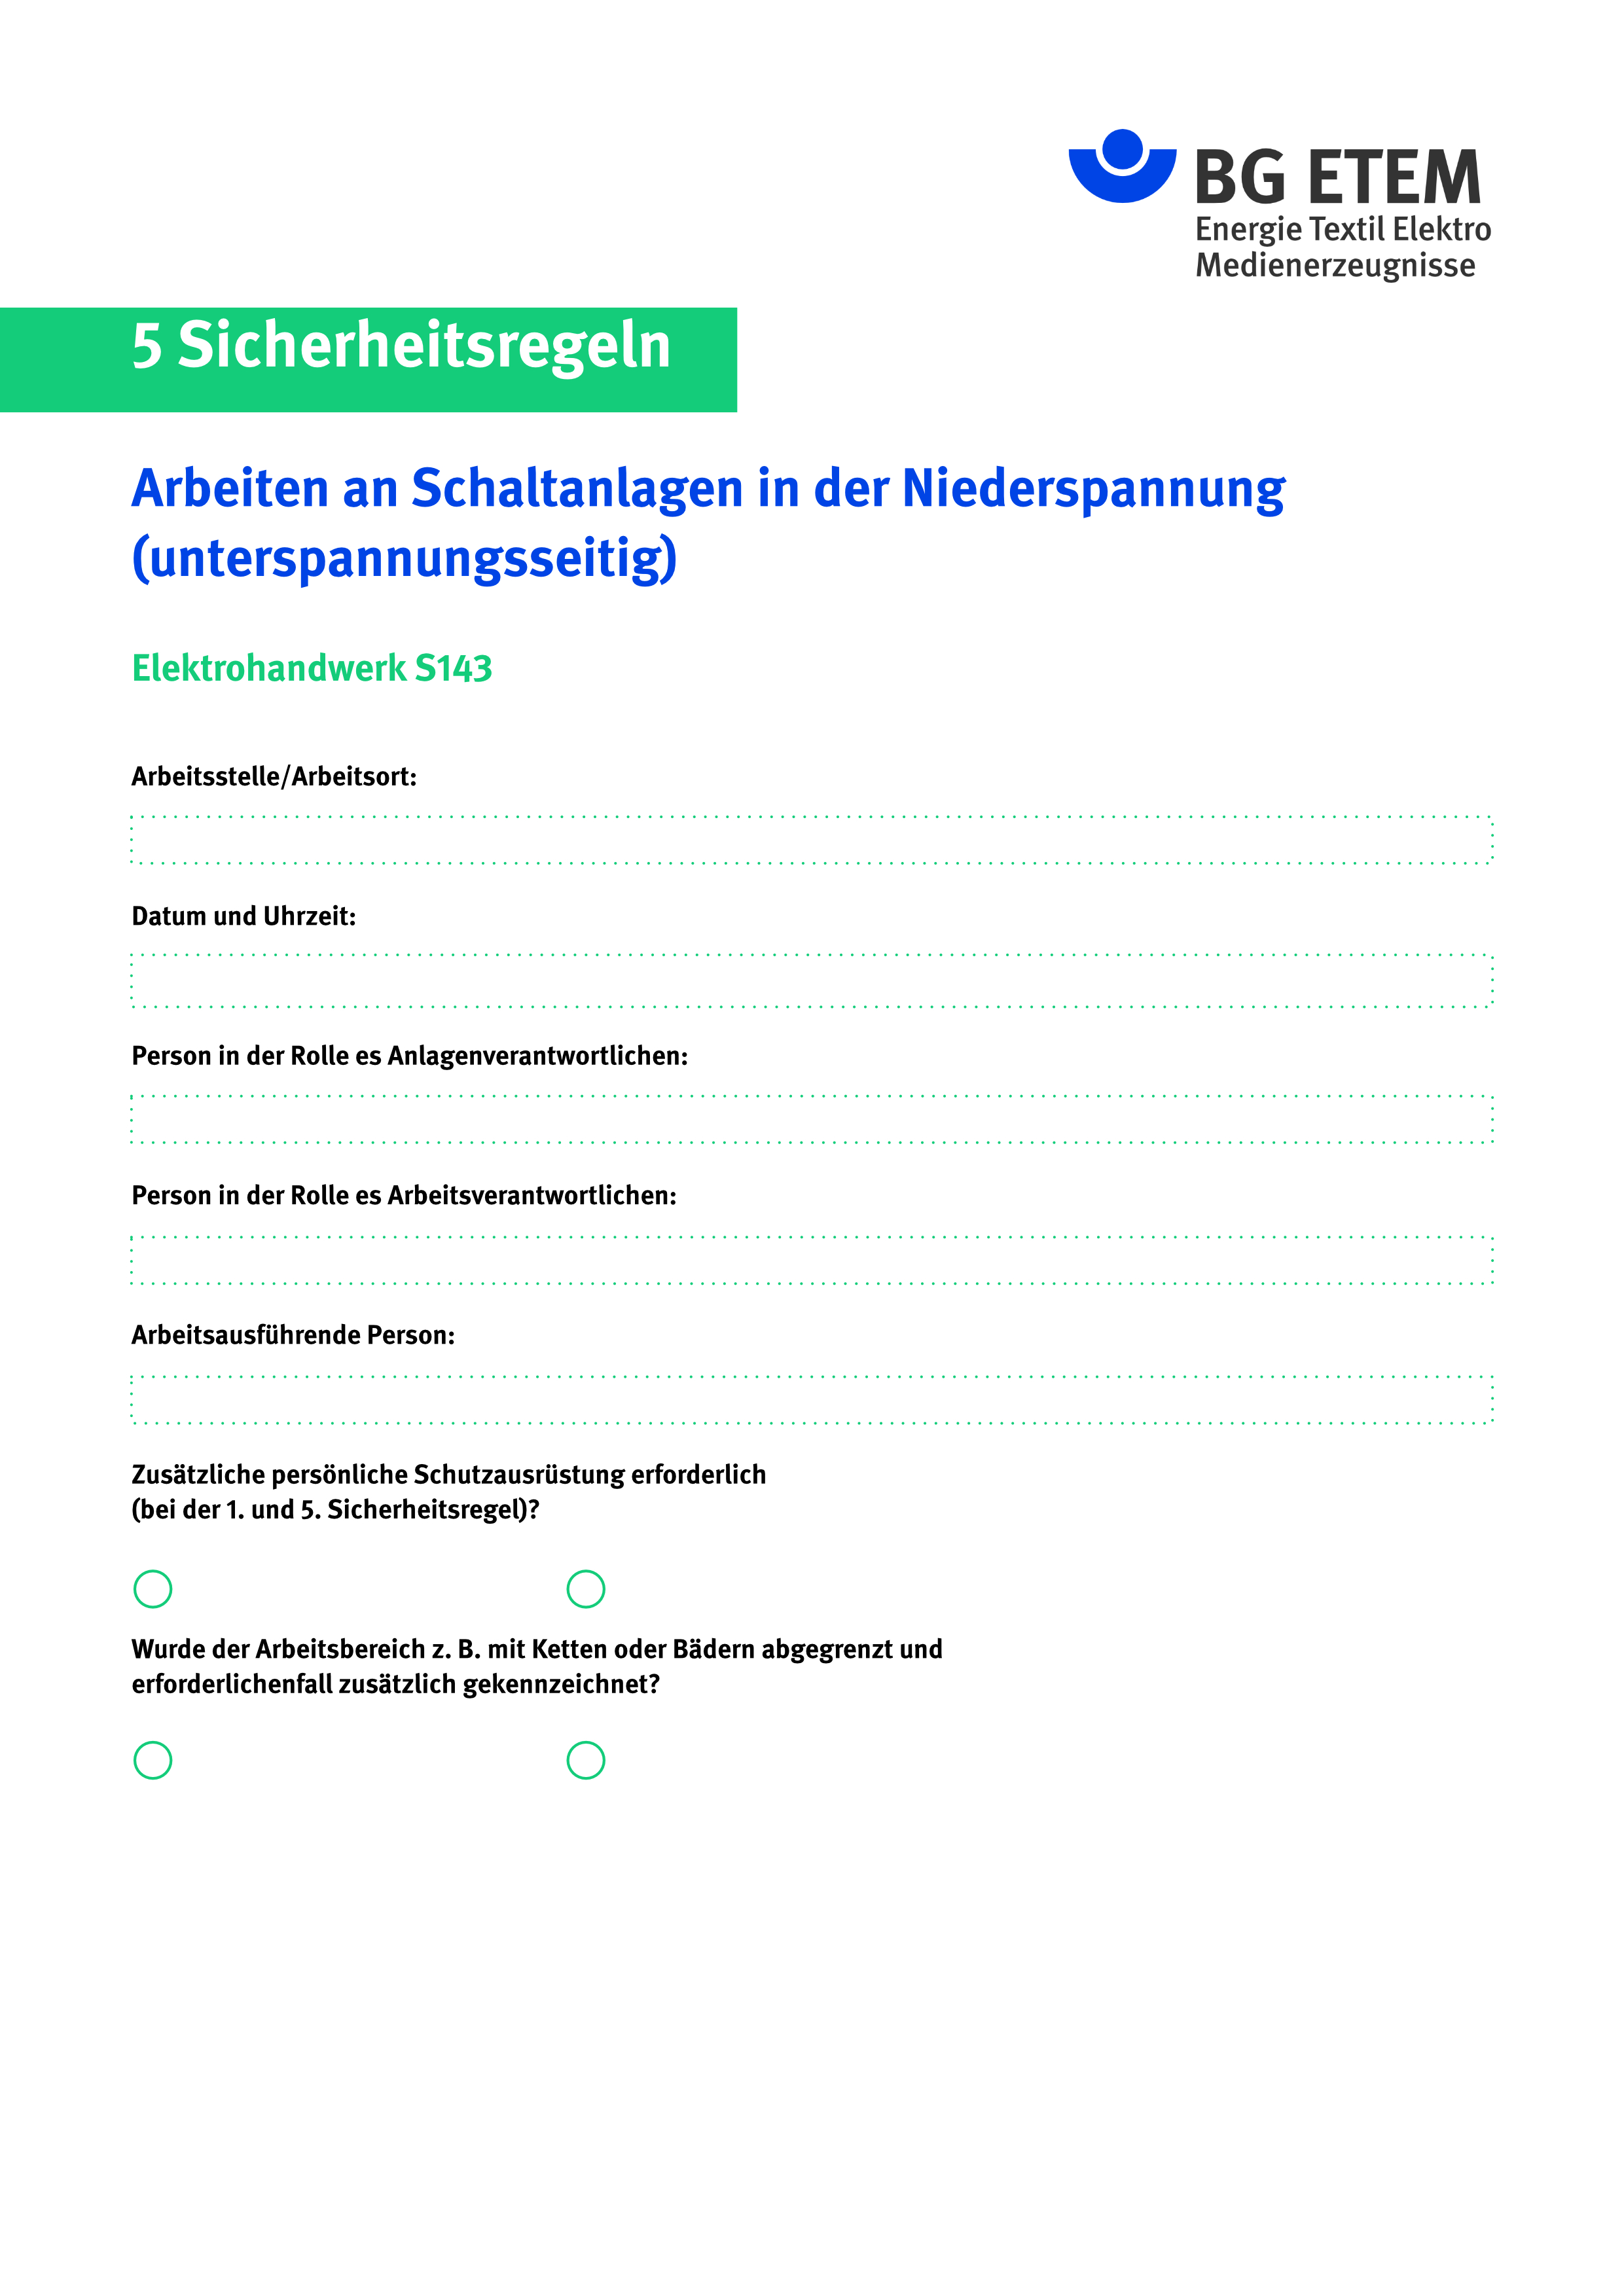 BG ETEM
Energie Textil Elektro
Medienerzeugnisse
5 Sicherheitsregeln
Arbeiten an Schaltanlagen in der Niederspannung
(unterspannungsseitig)
Elektrohandwerk S143
Arbeitsstelle/Arbeitsort:
Datum und Uhrzeit:
Person in der Rolle es Anlagenverantwortlichen:
Person in der Rolle es Arbeitsverantwortlichen:
Arbeitsausführende Person:
Zusätzliche persönliche Schutzausrüstung erforderlich
(bei der 1. und 5. Sicherheitsregel)?
Wurde der Arbeitsbereich z. B. mit Ketten oder Bädern abgegrenzt und
erforderlichenfall zusätzlich gekennzeichnet?